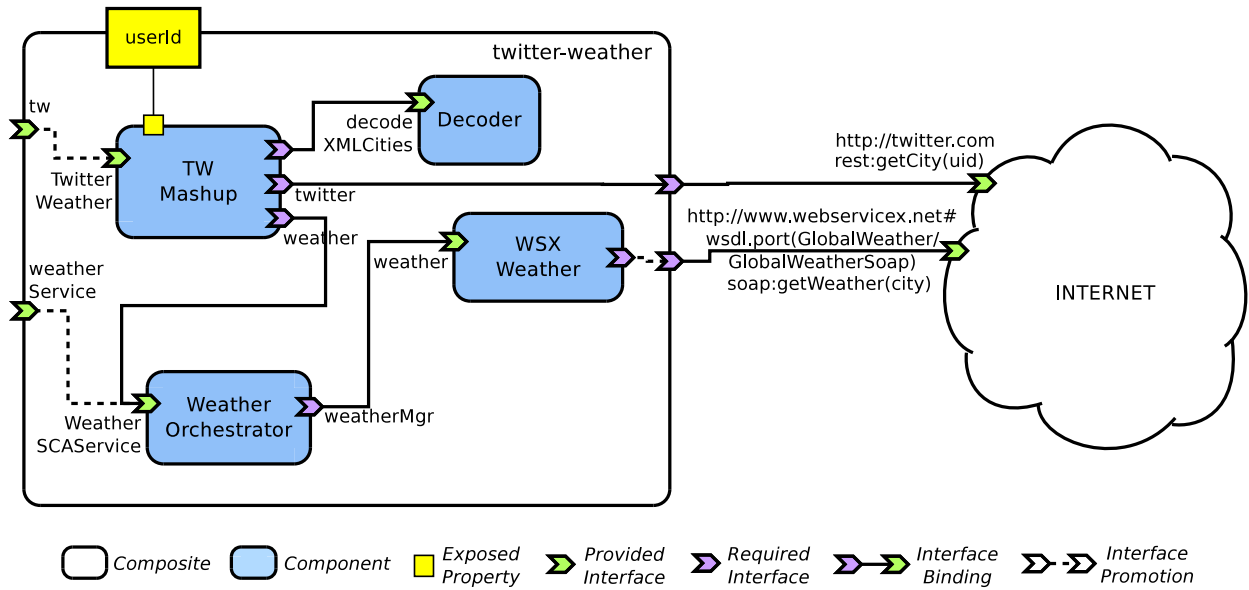 userId
twitter-weather
tw
decode
XMLCities
Decoder
TW
Mashup
Twitter
Weather
twitter
weather
http://twitter.com
rest:getCity(uid)
http://www.webservicex.net#
wsdl.port(GlobalWeather/
GlobalWeatherSoap)
soap:getWeather(city)
INTERNET
weather
WSX
Weather
weather
Service
Weather
SCAService
Weather
Orchestrator
weatherMgr
Composite
Component
Exposed
Property
Provided
Interface
Required
Interface
Interface
Binding
Interface
Promotion